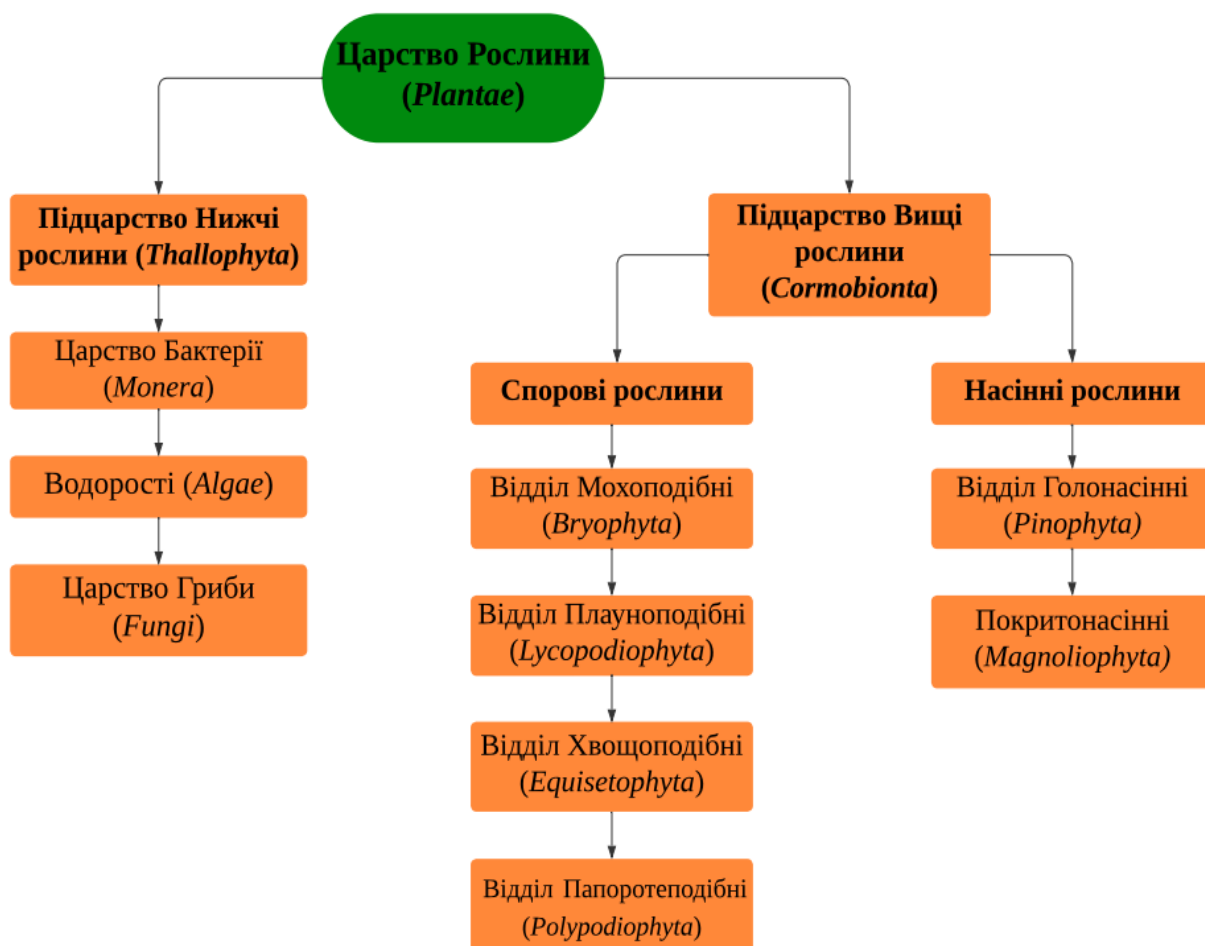 Царство Рослини
(Plantae)
Підцарство Нижчі
рослини (Thallophyta)
Царство Бактерії
(Monera)
Водорості (Algae)
Царство Гриби
(Fungi)
Підцарство Вищі
рослини
(Cormobionta)
Спорові рослини
Відділ Мохоподібні
(Bryophyta)
Відділ Плауноподібні
(Lycopodiophyta)
Відділ Хвощоподібні
(Equisetophyta)
Відділ Папоротеподібні
(Polypodiophyta)
Насінні рослини
Відділ Голонасінні
(Pinophyta)
Покритонасінні
(Magnoliophyta)